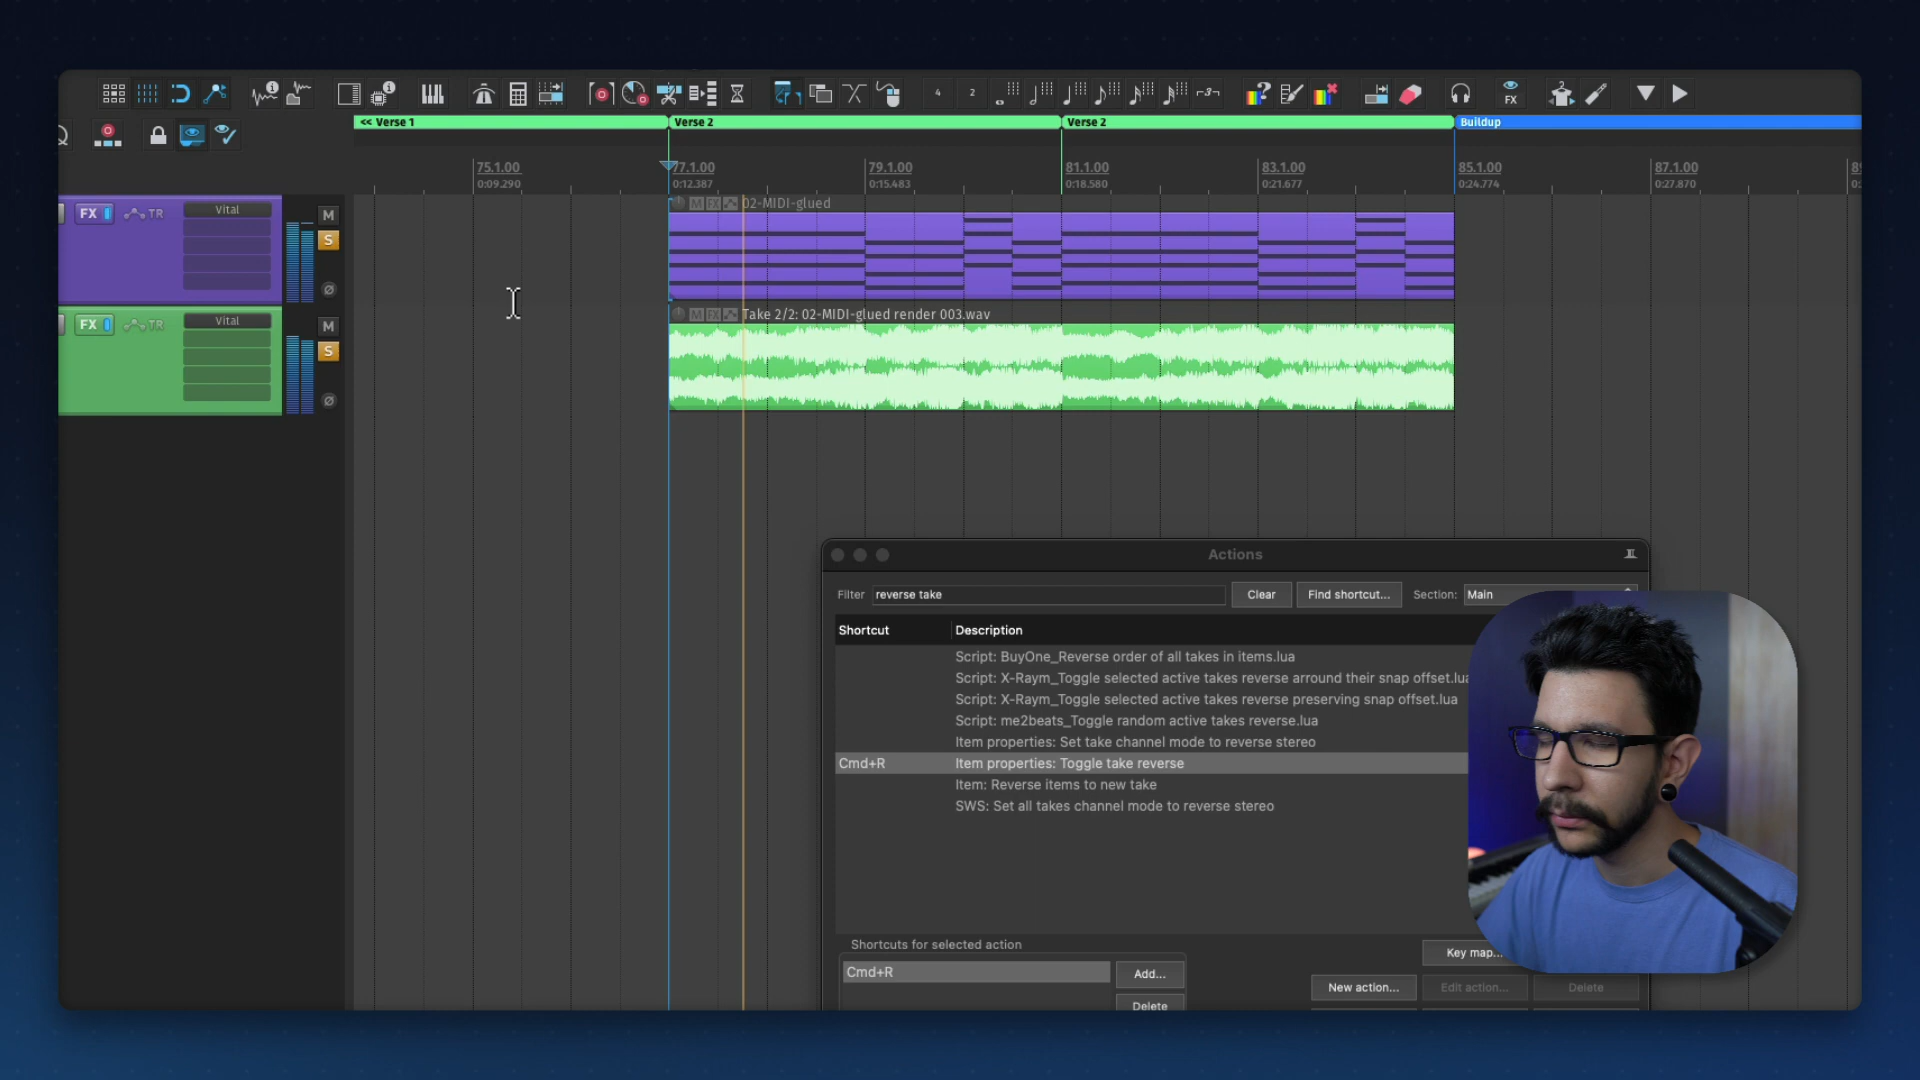 4 2 3
FX
<< Verse 1 Verse 2 Verse 2 Buildup
75.1.00 77.1.00 79.1.00 81.1.00 83.1.00 85.1.00 87.1.00
0:09.290 0:12.387 0:15.483 0:18.580 0:21.677 0:24.774 0:27.870
FX TR Vital M
S
M FX 02-MIDI-glued
FX TR Vital M
S
M FX Take 2/2: 02-MIDI-glued render 003.wav
Actions
Filter reverse take Clear Find shortcut... Section: Main
Shortcut Description
Script: BuyOne_Reverse order of all takes in items.lua
Script: X-Raym_Toggle selected active takes reverse arround their snap offset.lua
Script: X-Raym_Toggle selected active takes reverse preserving snap offset.lua
Script: me2beats_Toggle random active takes reverse.lua
Item properties: Set take channel mode to reverse stereo
Cmd+R Item properties: Toggle take reverse
Item: Reverse items to new take
SWS: Set all takes channel mode to reverse stereo
Shortcuts for selected action
Cmd+R Add... Key map...
New action... Edit action... Delete
Delete